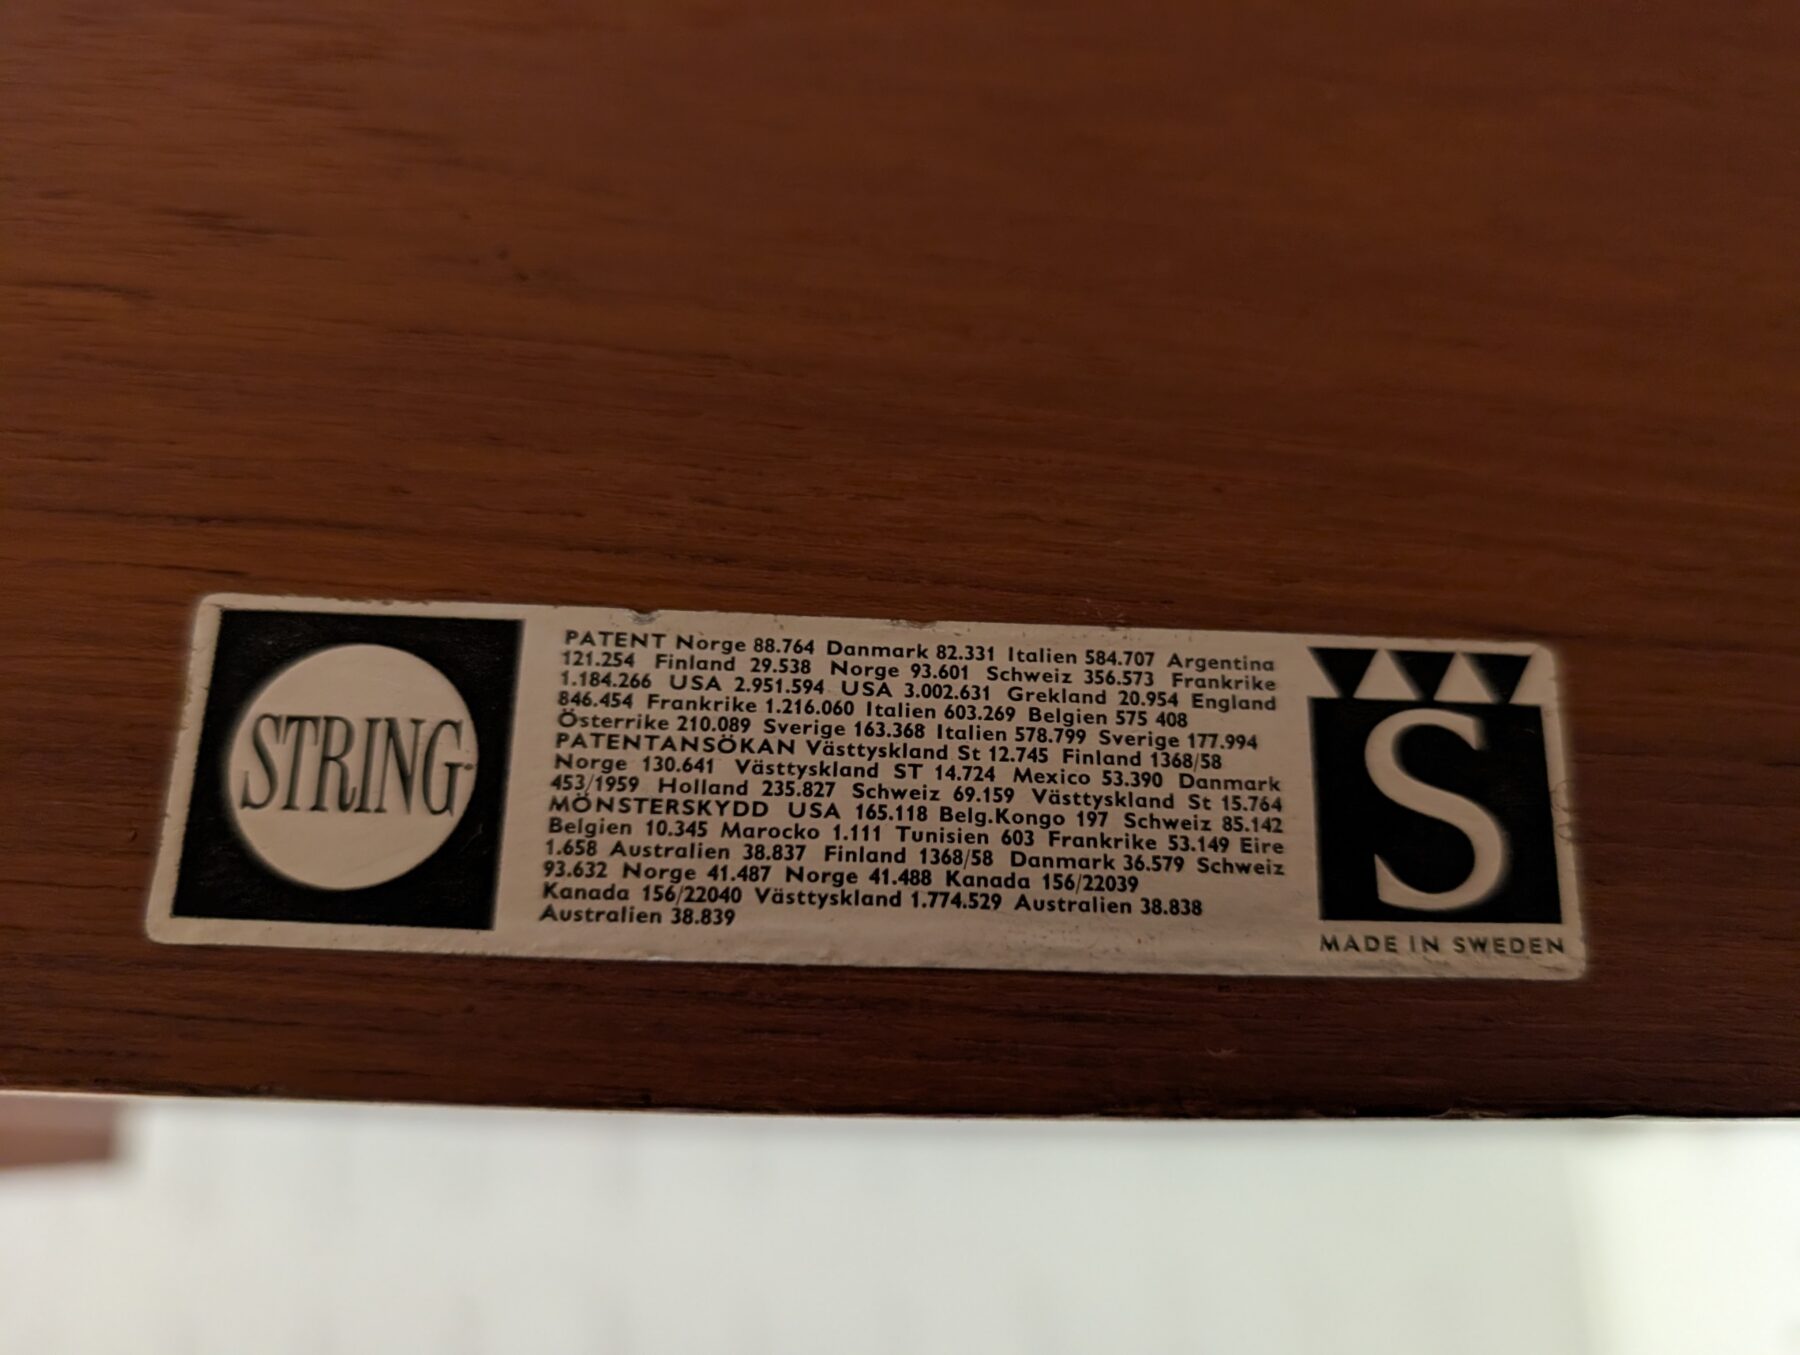 STRING
PATENT Norge 88.764 Danmark 82.331 Italien 584.707 Argentina
121.254 Finland 29.538 Norge 93.601 Schweiz 356.573 Frankrike
1.184.266 USA 2.951.594 USA 3.002.631 Grekland 20.954 England
846.454 Frankrike 1.216.060 Italien 603.269 Belgien 575 408
Österrike 210.089 Sverige 163.368 Italien 578.799 Sverige 177.994
PATENTANSÖKAN Västtyskland St 12.745 Finland 1368/58
Norge 130.641 Västtyskland ST 14.724 Mexico 53.390 Danmark
453/1959 Holland 235.827 Schweiz 69.159 Västtyskland St 15.764
MÖNSTERSKYDD USA 165.118 Belg.Kongo 197 Schweiz 85.142
Belgien 10.345 Marocko 1.111 Tunisien 603 Frankrike 53.149 Eire
1.658 Australien 38.837 Finland 1368/58 Danmark 36.579 Schweiz
93.632 Norge 41.487 Norge 41.488 Kanada 156/22039
Kanada 156/22040 Västtyskland 1.774.529 Australien 38.838
Australien 38.839
S
MADE IN SWEDEN